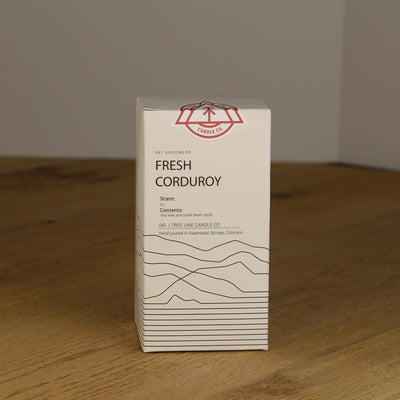 CANDLE CO.
SKI GROOMERS
FRESH
CORDUROY
Scent
Contents:
Soy wax and some fresh cords
SKI | TREE LINE CANDLE CO
Hand poured in Steamboat Springs, Colorado